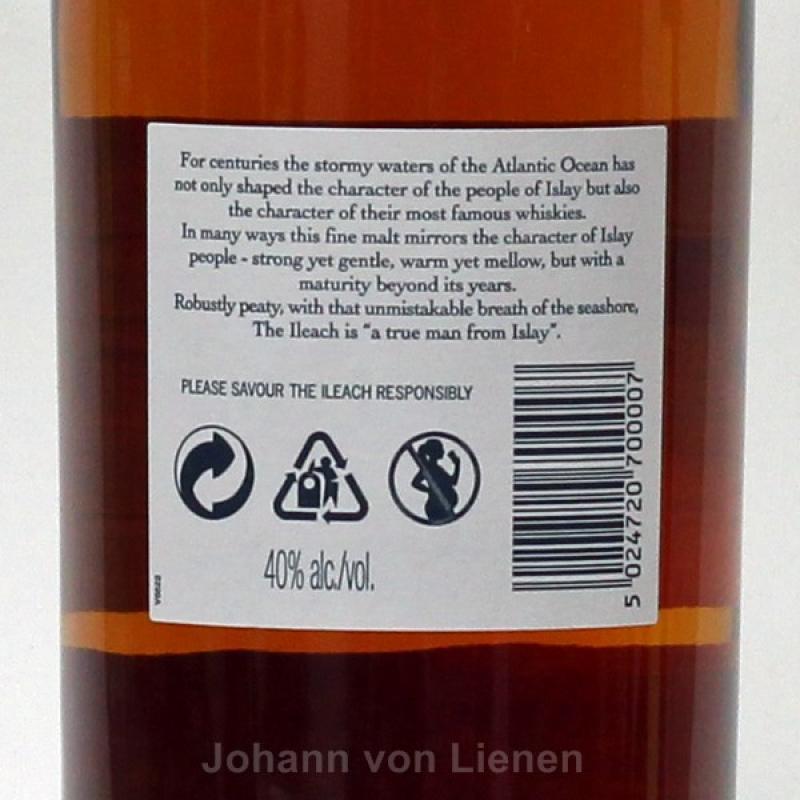 For centuries the stormy waters of the Atlantic Ocean has
not only shaped the character of the people of Islay but also
the character of their most famous whiskies.
In many ways this fine malt mirrors the character of Islay
people - strong yet gentle, warm yet mellow, but with a
maturity beyond its years.
Robustly peaty, with that unmistakable breath of the seashore,
The Ileach is "a true man from Islay".
PLEASE SAVOUR THE ILEACH RESPONSIBLY
40% alc./vol.
5 024720 700007
Johann von Lienen